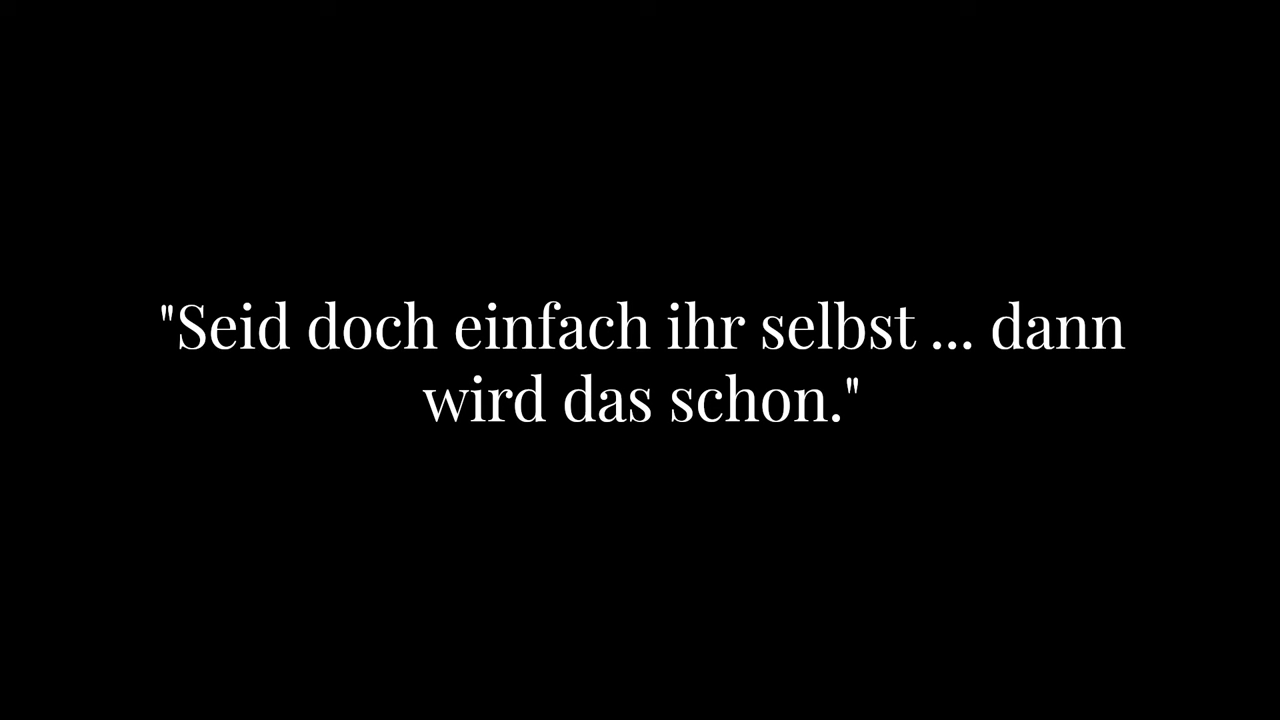 "Seid doch einfach ihr selbst ... dann
wird das schon."